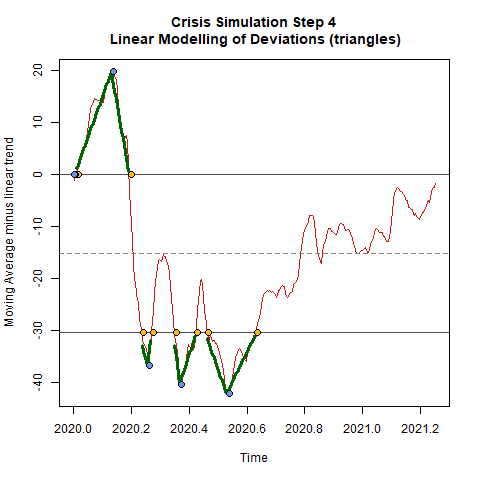 Crisis Simulation Step 4
Linear Modelling of Deviations (triangles)
Moving Average minus linear trend
20
10
0
-10
-20
-30
-40
2020.0 2020.2 2020.4 2020.6 2020.8 2021.0 2021.2
Time